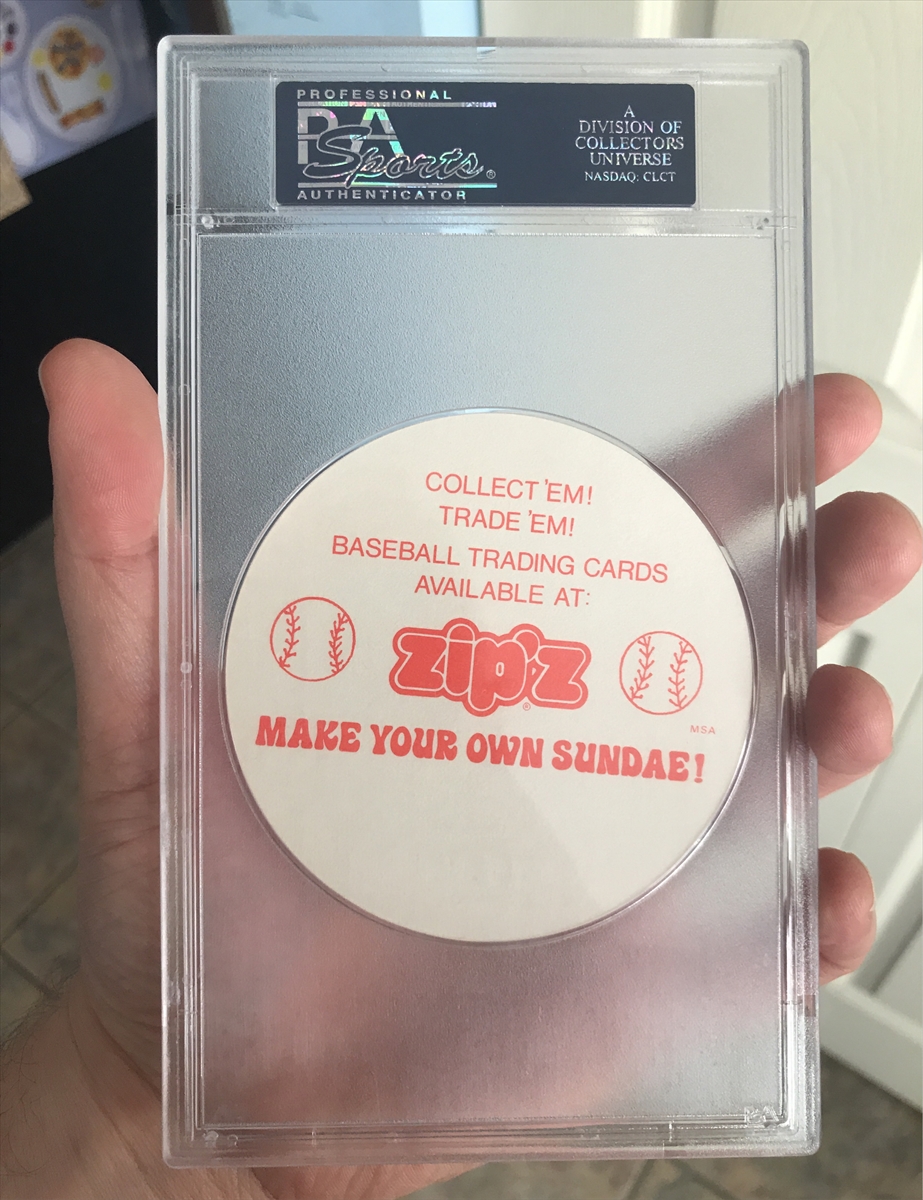 PROFESSIONAL
PSA
Sports®
AUTHENTICATOR
A
DIVISION OF
COLLECTORS
UNIVERSE
NASDAQ: CLCT
COLLECT 'EM!
TRADE 'EM!
BASEBALL TRADING CARDS
AVAILABLE AT:
zip'z®
MSA
MAKE YOUR OWN SUNDAE!